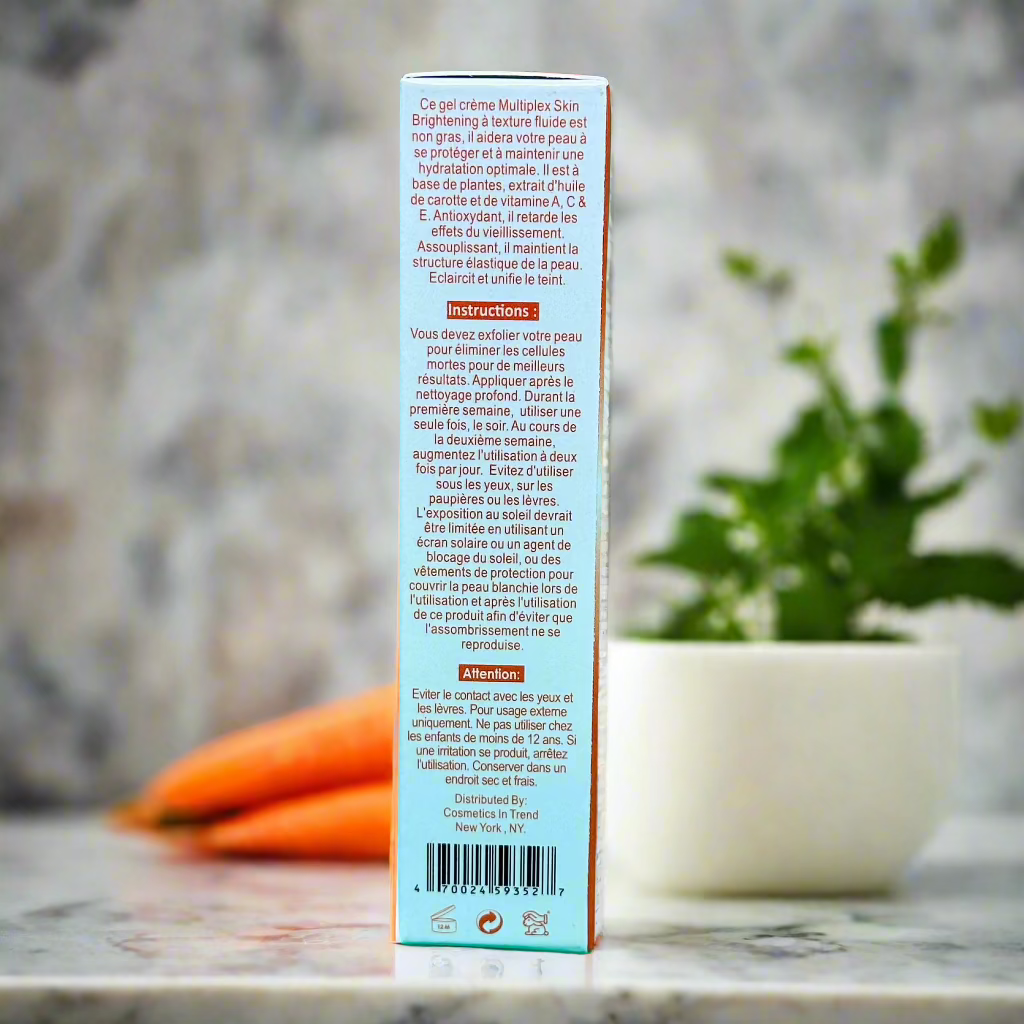 Ce gel crème Multiplex Skin
Brightening à texture fluide est
non gras, il aidera votre peau à
se protéger et à maintenir une
hydratation optimale. Il est à
base de plantes, extrait d'huile
de carotte et de vitamine A, C &
E. Antioxydant, il retarde les
effets du vieillissement.
Assouplissant, il maintient la
structure élastique de la peau.
Eclaircit et unifie le teint.
Instructions :
Vous devez exfolier votre peau
pour éliminer les cellules
mortes pour de meilleurs
résultats. Appliquer après le
nettoyage profond. Durant la
première semaine, utiliser une
seule fois, le soir. Au cours de
la deuxième semaine,
augmentez l'utilisation à deux
fois par jour. Evitez d'utiliser
sous les yeux, sur les
paupières ou les lèvres.
L'exposition au soleil devrait
être limitée en utilisant un
écran solaire ou un agent de
blocage du soleil, ou des
vêtements de protection pour
couvrir la peau blanchie lors de
l'utilisation et après l'utilisation
de ce produit afin d'éviter que
l'assombrissement ne se
reproduise.
Attention:
Eviter le contact avec les yeux et
les lèvres. Pour usage externe
uniquement. Ne pas utiliser chez
les enfants de moins de 12 ans. Si
une irritation se produit, arrêtez
l'utilisation. Conserver dans un
endroit sec et frais.
Distributed By:
Cosmetics In Trend
New York , NY.
4 70024 59352 7
12 M